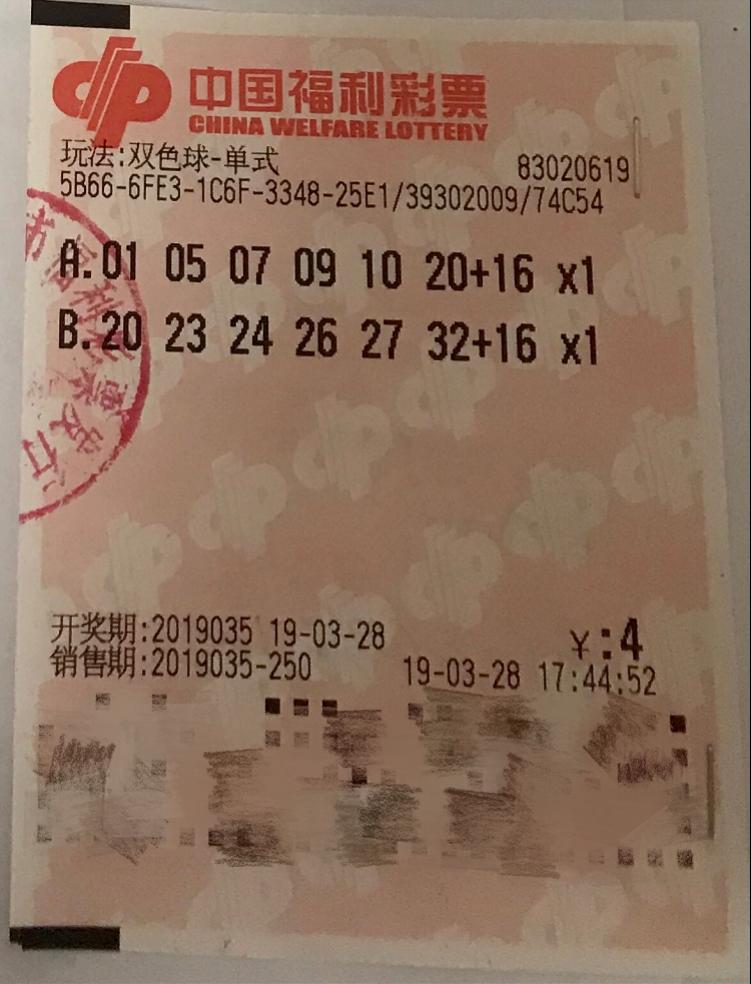 中国福利彩票
CHINA WELFARE LOTTERY
玩法:双色球-单式 83020619
5B66-6FE3-1C6F-3348-25E1/39302009/74C54
A.01 05 07 09 10 20+16 x1
B.20 23 24 26 27 32+16 x1
开奖期:2019035 19-03-28 ¥:4
销售期:2019035-250 19-03-28 17:44:52